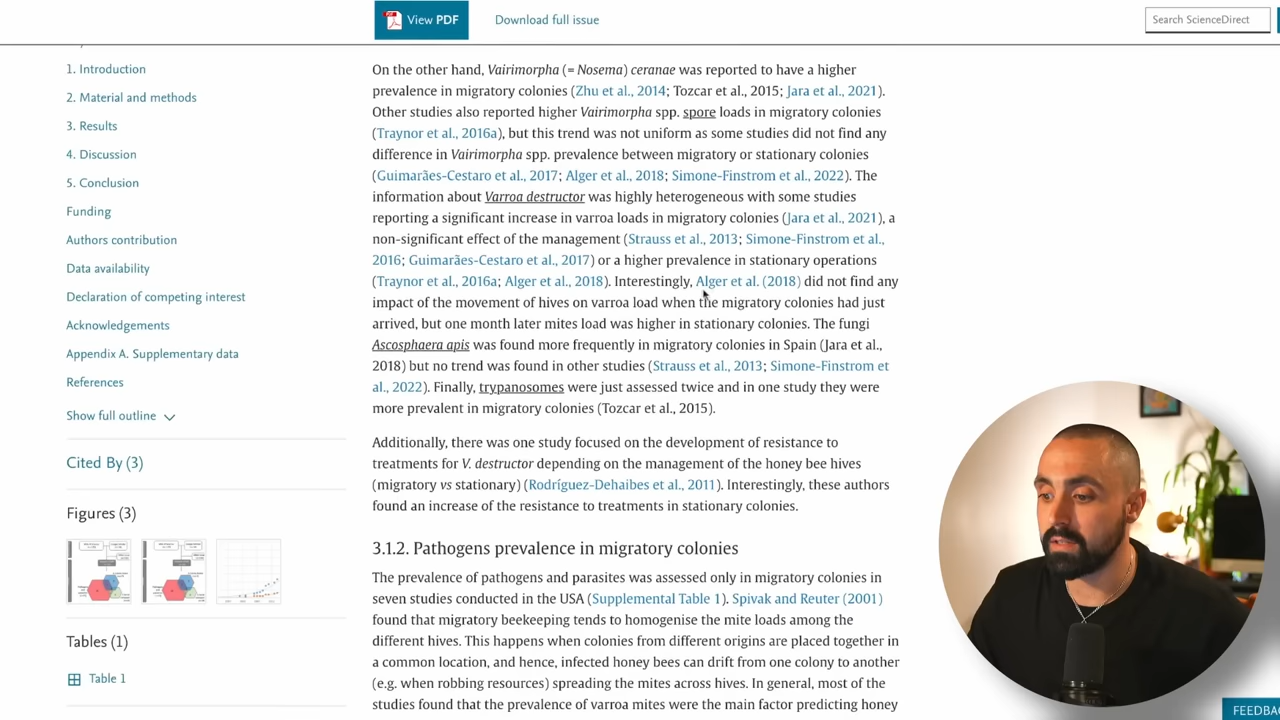 View PDF
Download full issue
Search ScienceDirect
1. Introduction
2. Material and methods
3. Results
4. Discussion
5. Conclusion
Funding
Authors contribution
Data availability
Declaration of competing interest
Acknowledgements
Appendix A. Supplementary data
References
Show full outline
Cited By (3)
Figures (3)
Tables (1)
Table 1
On the other hand, Vairimorpha (= Nosema) ceranae was reported to have a higher
prevalence in migratory colonies (Zhu et al., 2014; Tozcar et al., 2015; Jara et al., 2021).
Other studies also reported higher Vairimorpha spp. spore loads in migratory colonies
(Traynor et al., 2016a), but this trend was not uniform as some studies did not find any
difference in Vairimorpha spp. prevalence between migratory or stationary colonies
(Guimarães-Cestaro et al., 2017; Alger et al., 2018; Simone-Finstrom et al., 2022). The
information about Varroa destructor was highly heterogeneous with some studies
reporting a significant increase in varroa loads in migratory colonies (Jara et al., 2021), a
non-significant effect of the management (Strauss et al., 2013; Simone-Finstrom et al.,
2016; Guimarães-Cestaro et al., 2017) or a higher prevalence in stationary operations
(Traynor et al., 2016a; Alger et al., 2018). Interestingly, Alger et al. (2018) did not find any
impact of the movement of hives on varroa load when the migratory colonies had just
arrived, but one month later mites load was higher in stationary colonies. The fungi
Ascosphaera apis was found more frequently in migratory colonies in Spain (Jara et al.,
2018) but no trend was found in other studies (Strauss et al., 2013; Simone-Finstrom et
al., 2022). Finally, trypanosomes were just assessed twice and in one study they were
more prevalent in migratory colonies (Tozcar et al., 2015).
Additionally, there was one study focused on the development of resistance to
treatments for V. destructor depending on the management of the honey bee hives
(migratory vs stationary) (Rodríguez-Dehaibes et al., 2011). Interestingly, these authors
found an increase of the resistance to treatments in stationary colonies.
3.1.2. Pathogens prevalence in migratory colonies
The prevalence of pathogens and parasites was assessed only in migratory colonies in
seven studies conducted in the USA (Supplemental Table 1). Spivak and Reuter (2001)
found that migratory beekeeping tends to homogenise the mite loads among the
different hives. This happens when colonies from different origins are placed together in
a common location, and hence, infected honey bees can drift from one colony to another
(e.g. when robbing resources) spreading the mites across hives. In general, most of the
studies found that the prevalence of varroa mites were the main factor predicting honey